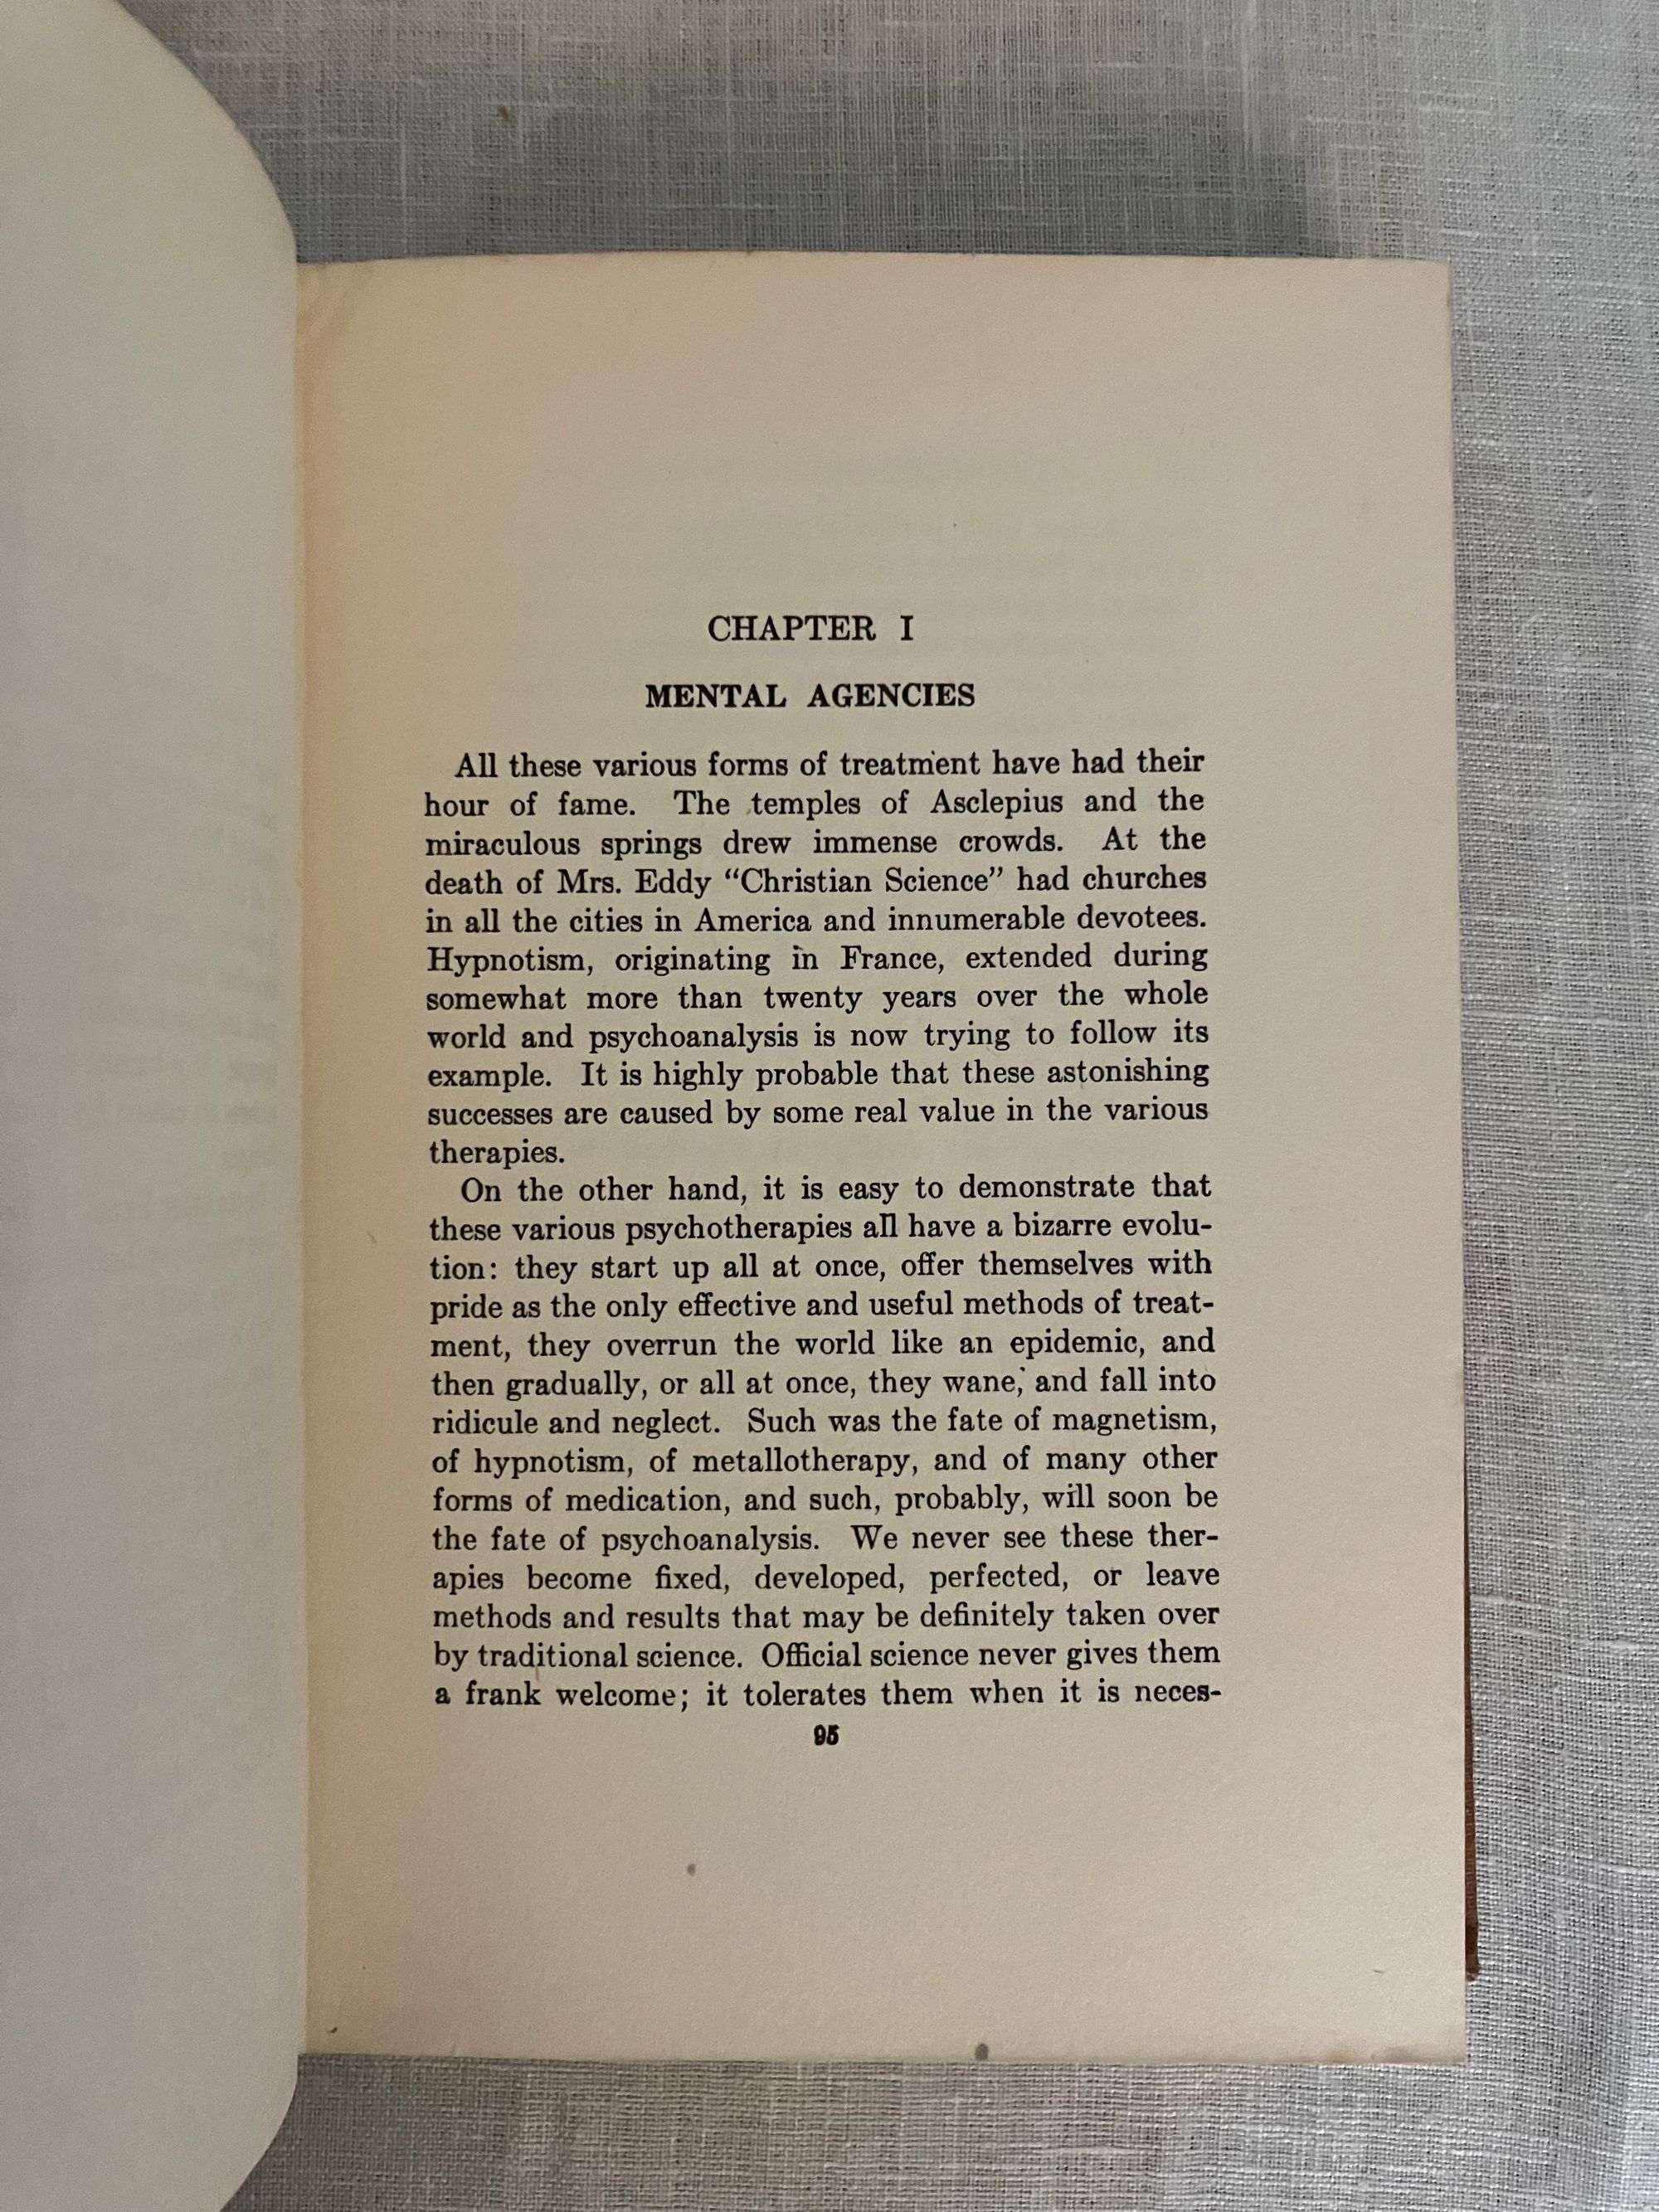 CHAPTER I
MENTAL AGENCIES
All these various forms of treatment have had their
hour of fame. The temples of Asclepius and the
miraculous springs drew immense crowds. At the
death of Mrs. Eddy “Christian Science” had churches
in all the cities in America and innumerable devotees.
Hypnotism, originating in France, extended during
somewhat more than twenty years over the whole
world and psychoanalysis is now trying to follow its
example. It is highly probable that these astonishing
successes are caused by some real value in the various
therapies.
On the other hand, it is easy to demonstrate that
these various psychotherapies all have a bizarre evolu-
tion: they start up all at once, offer themselves with
pride as the only effective and useful methods of treat-
ment, they overrun the world like an epidemic, and
then gradually, or all at once, they wane, and fall into
ridicule and neglect. Such was the fate of magnetism,
of hypnotism, of metallotherapy, and of many other
forms of medication, and such, probably, will soon be
the fate of psychoanalysis. We never see these ther-
apies become fixed, developed, perfected, or leave
methods and results that may be definitely taken over
by traditional science. Official science never gives them
a frank welcome; it tolerates them when it is neces-
95